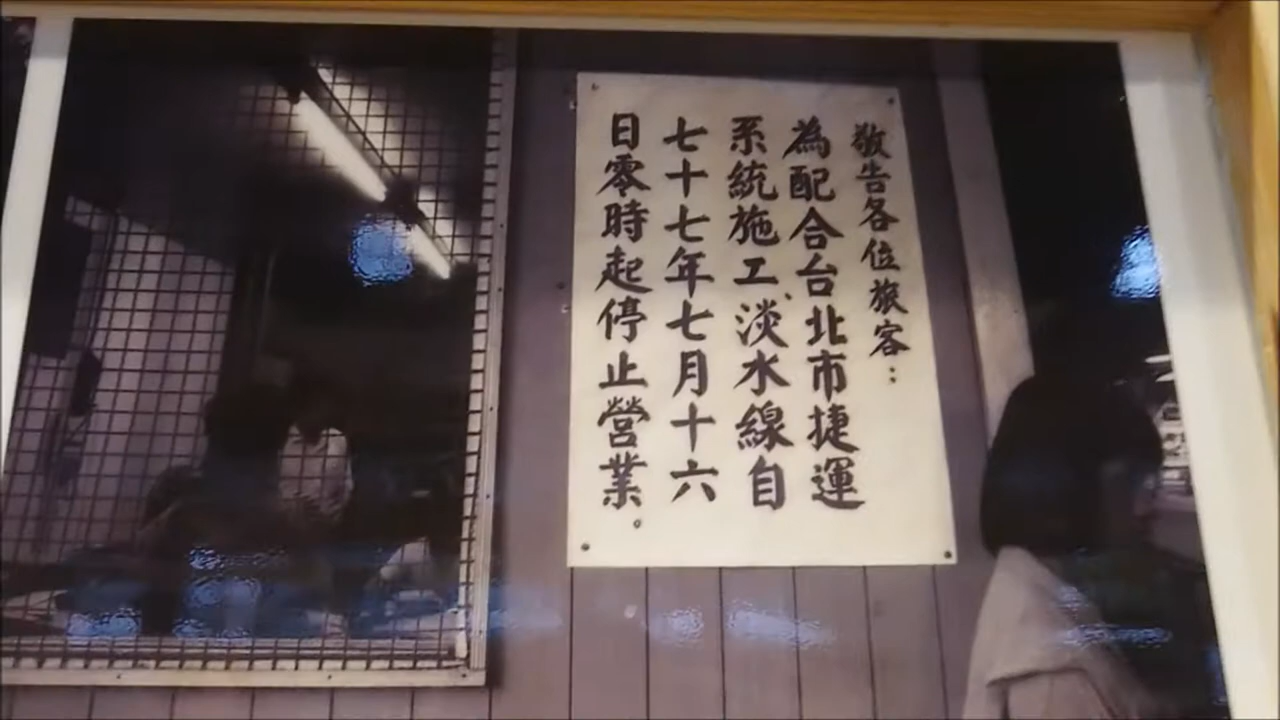 敬告各位旅客：
為配合台北市捷運
系統施工、淡水線自
七十七年七月十六
日零時起停止營業。